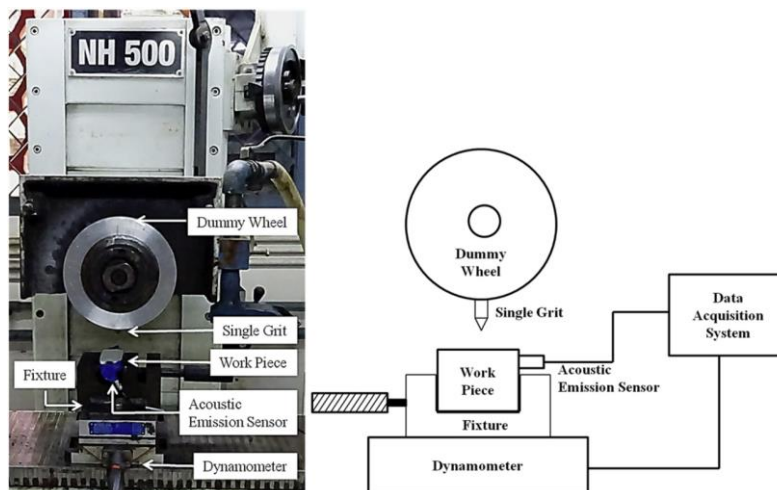 NH 500
Dummy Wheel
Single Grit
Work Piece
Fixture
Acoustic
Emission Sensor
Dynamometer
Dummy
Wheel
Single Grit
Data
Acquisition
System
Work
Piece
Acoustic
Emission Sensor
Fixture
Dynamometer